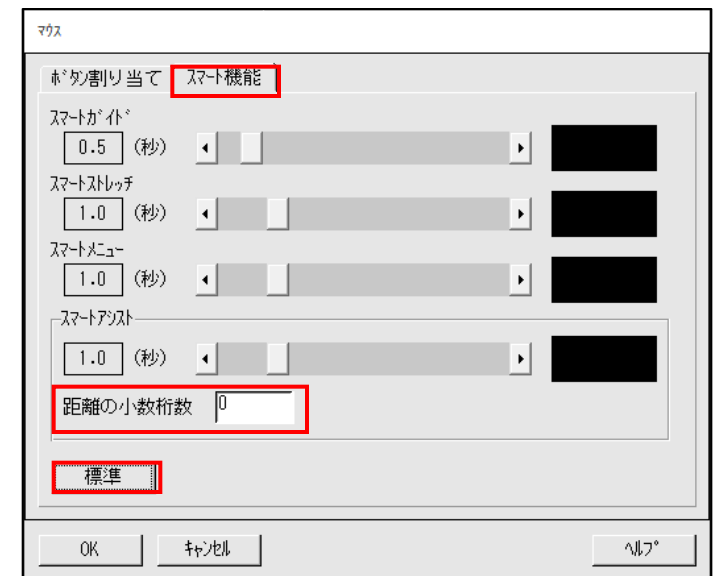 ﾏｳｽ
ﾎﾞﾀﾝ割り当て ｽﾏｰﾄ機能
ｽﾏｰﾄｶﾞｲﾄﾞ
0.5 (秒)
ｽﾏｰﾄｽﾄﾚｯﾁ
1.0 (秒)
ｽﾏｰﾄﾒﾆｭｰ
1.0 (秒)
ｽﾏｰﾄｱｼｽﾄ
1.0 (秒)
距離の小数桁数 0
標準
OK ｷｬﾝｾﾙ ﾍﾙﾌﾟ